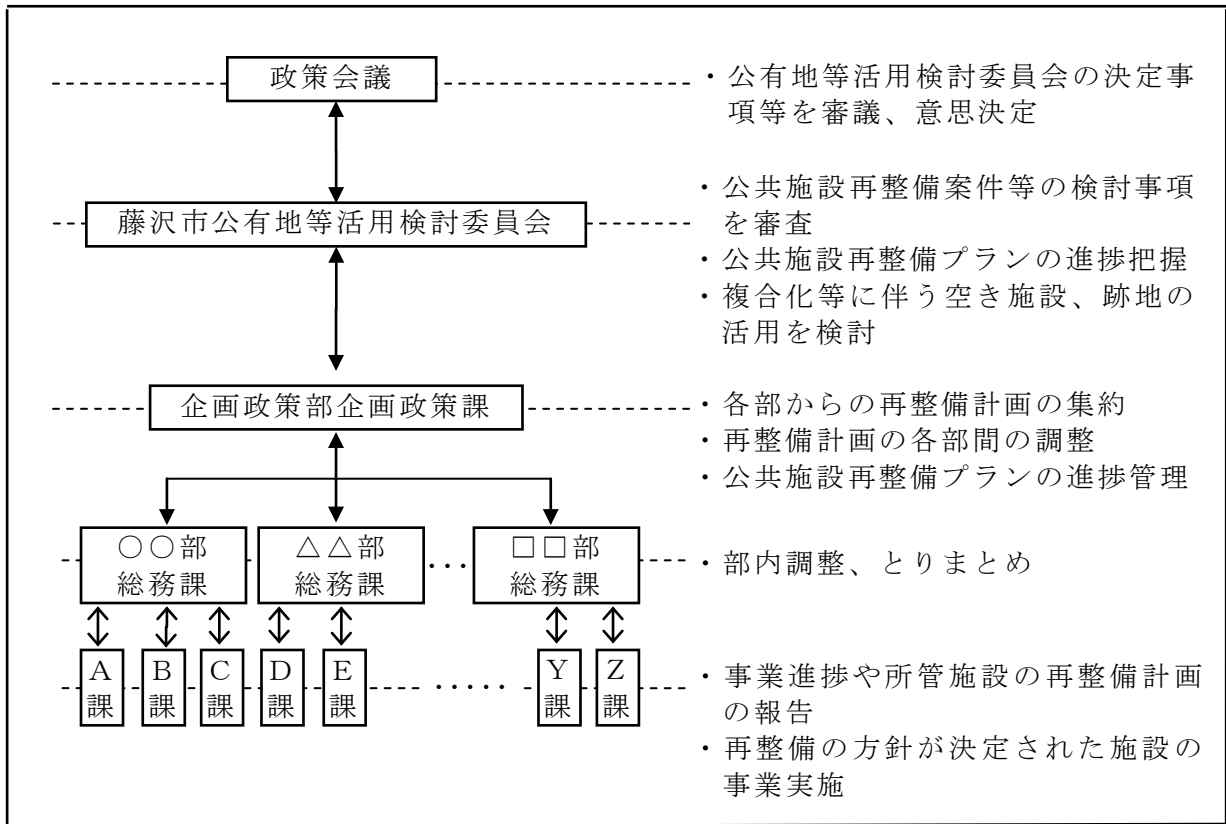 政策会議
・公有地等活用検討委員会の決定事
項等を審議、意思決定
藤沢市公有地等活用検討委員会
・公共施設再整備案件等の検討事項
を審査
・公共施設再整備プランの進捗把握
・複合化等に伴う空き施設、跡地の
活用を検討
企画政策部企画政策課
・各部からの再整備計画の集約
・再整備計画の各部間の調整
・公共施設再整備プランの進捗管理
○○部
総務課
△△部
総務課
・・・
□□部
総務課
・部内調整、とりまとめ
A
課
B
課
C
課
D
課
E
課
・・・・・
Y
課
Z
課
・事業進捗や所管施設の再整備計画
の報告
・再整備の方針が決定された施設の
事業実施